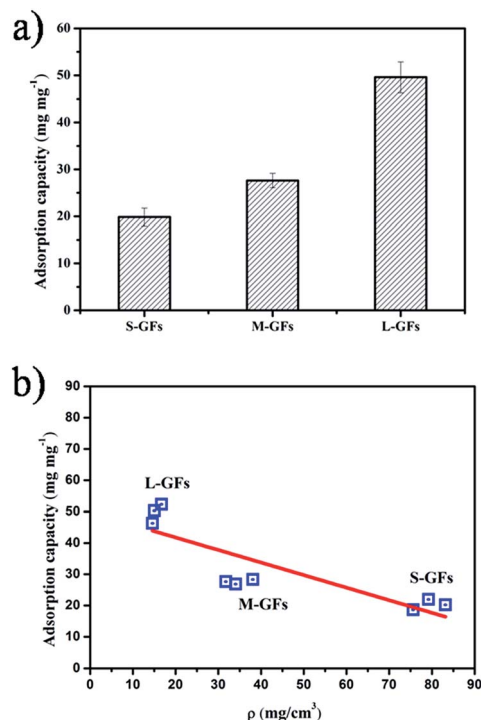 a)
Adsorption capacity (mg mg⁻¹)
60
50
40
30
20
10
0
S-GFs M-GFs L-GFs
b)
Adsorption capacity (mg mg⁻¹)
90
80
70
60
50
40
30
20
10
0
L-GFs
M-GFs
S-GFs
0 10 20 30 40 50 60 70 80 90
ρ (mg/cm³)